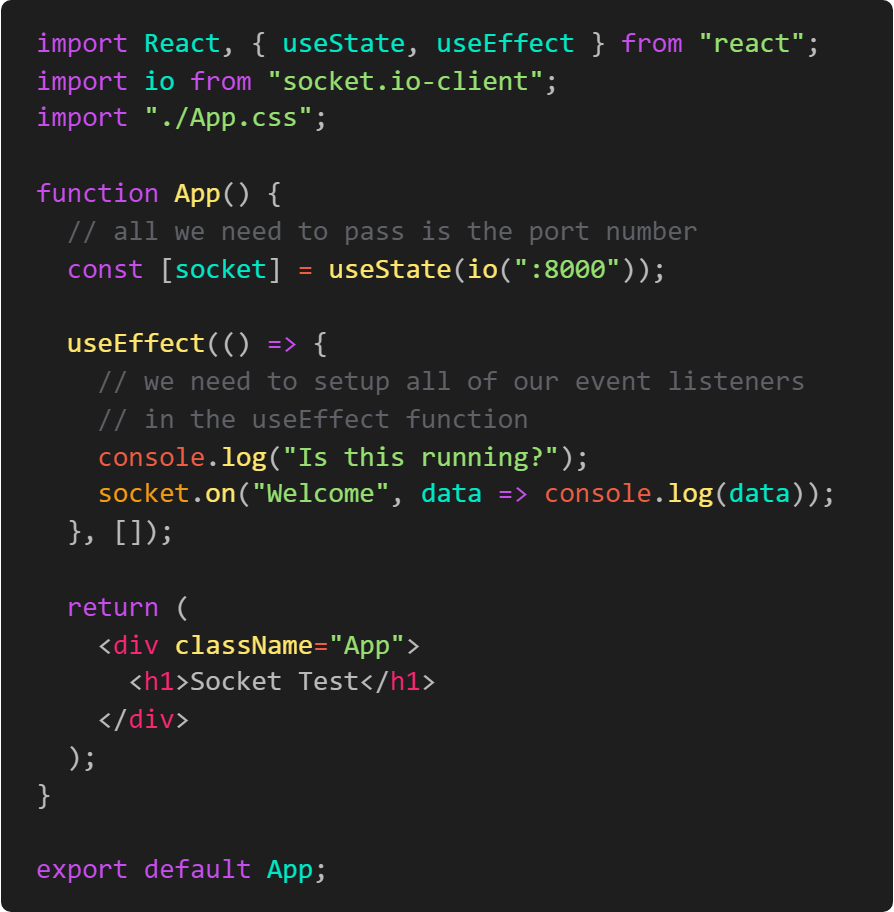 import React, { useState, useEffect } from "react";
import io from "socket.io-client";
import "./App.css";

function App() {
  // all we need to pass is the port number
  const [socket] = useState(io(":8000"));

  useEffect(() => {
    // we need to setup all of our event listeners
    // in the useEffect function
    console.log("Is this running?");
    socket.on("Welcome", data => console.log(data));
  }, []);

  return (
    <div className="App">
      <h1>Socket Test</h1>
    </div>
  );
}

export default App;